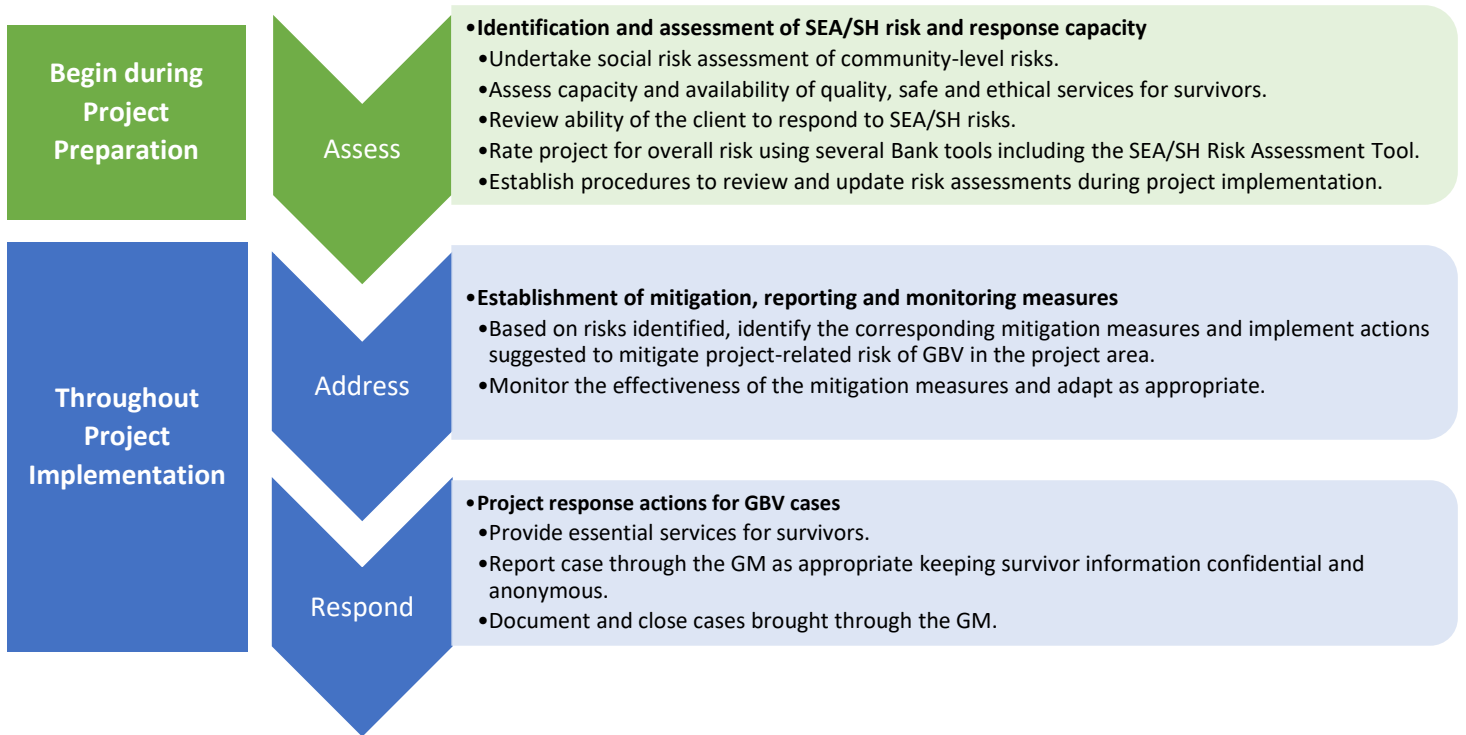 Begin during
Project
Preparation
Assess
•Identification and assessment of SEA/SH risk and response capacity
•Undertake social risk assessment of community-level risks.
•Assess capacity and availability of quality, safe and ethical services for survivors.
•Review ability of the client to respond to SEA/SH risks.
•Rate project for overall risk using several Bank tools including the SEA/SH Risk Assessment Tool.
•Establish procedures to review and update risk assessments during project implementation.
Throughout
Project
Implementation
Address
•Establishment of mitigation, reporting and monitoring measures
•Based on risks identified, identify the corresponding mitigation measures and implement actions
suggested to mitigate project-related risk of GBV in the project area.
•Monitor the effectiveness of the mitigation measures and adapt as appropriate.
Respond
•Project response actions for GBV cases
•Provide essential services for survivors.
•Report case through the GM as appropriate keeping survivor information confidential and
anonymous.
•Document and close cases brought through the GM.